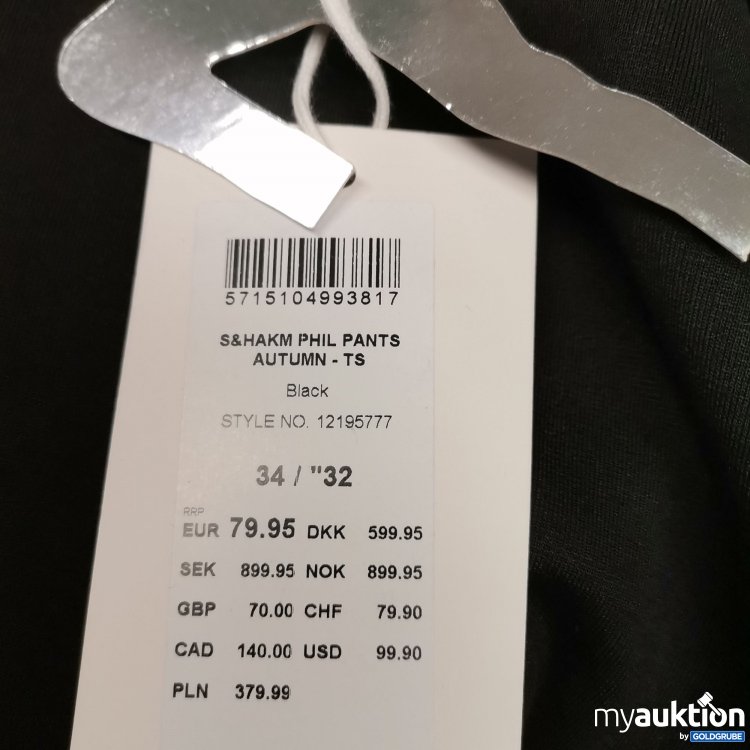 5715104993817
S&HAKM PHIL PANTS
AUTUMN - TS
Black
STYLE NO. 12195777
34 / "32
RRP
EUR 79.95 DKK 599.95
SEK 899.95 NOK 899.95
GBP 70.00 CHF 79.90
CAD 140.00 USD 99.90
PLN 379.99
myauktion
by GOLDGRUBE